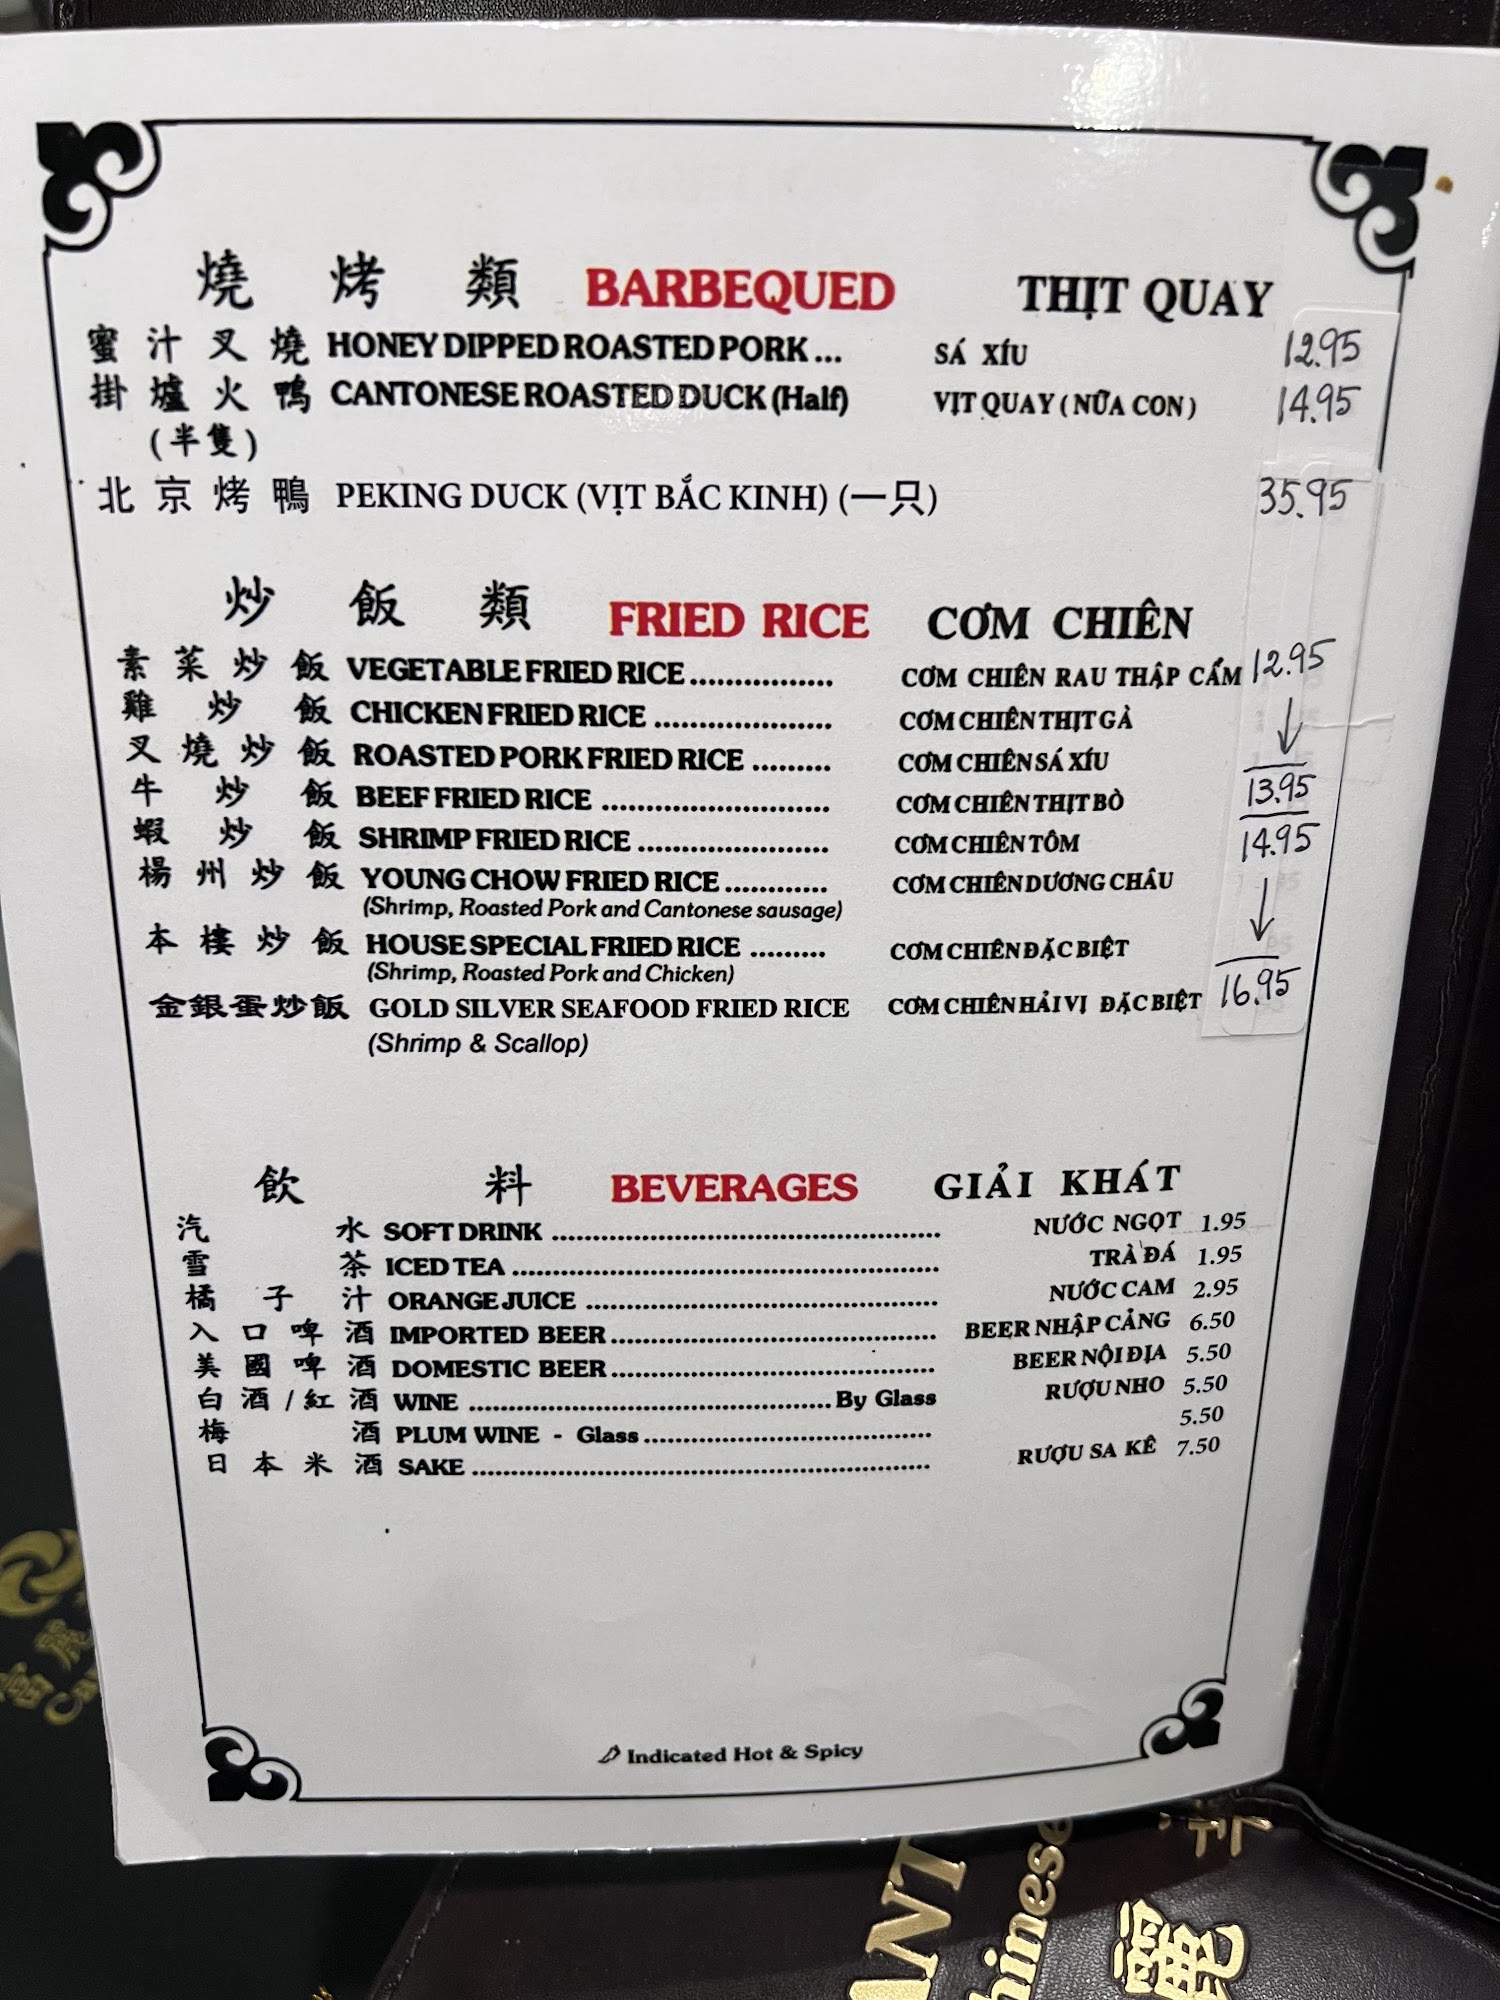 燒 烤 類 BARBEQUED THỊT QUAY
蜜 汁 叉 燒 HONEY DIPPED ROASTED PORK ... SÁ XÍU 12.95
掛 爐 火 鴨 CANTONESE ROASTED DUCK (Half) VỊT QUAY ( NỮA CON ) 14.95
(半隻)
北 京 烤 鴨 PEKING DUCK (VỊT BẮC KINH) (一只) 35.95
炒 飯 類 FRIED RICE CƠM CHIÊN
素 菜 炒 飯 VEGETABLE FRIED RICE ................. CƠM CHIÊN RAU THẬP CẨM 12.95
雞 炒 飯 CHICKEN FRIED RICE ..................... CƠM CHIÊN THỊT GÀ ↓
叉 燒 炒 飯 ROASTED PORK FRIED RICE ......... CƠM CHIÊN SÁ XÍU
牛 炒 飯 BEEF FRIED RICE ........................... CƠM CHIÊN THỊT BÒ 13.95
蝦 炒 飯 SHRIMP FRIED RICE ....................... CƠM CHIÊN TÔM 14.95
楊 州 炒 飯 YOUNG CHOW FRIED RICE ............ CƠM CHIÊN DƯƠNG CHÂU ↓
(Shrimp, Roasted Pork and Cantonese sausage)
本 樓 炒 飯 HOUSE SPECIAL FRIED RICE ......... CƠM CHIÊN ĐẶC BIỆT
(Shrimp, Roasted Pork and Chicken)
金銀蛋炒飯 GOLD SILVER SEAFOOD FRIED RICE CƠM CHIÊN HẢI VỊ ĐẶC BIỆT 16.95
(Shrimp & Scallop)
飲 料 BEVERAGES GIẢI KHÁT
汽 水 SOFT DRINK ............................................... NƯỚC NGỌT 1.95
雪 茶 ICED TEA .................................................... TRÀ ĐÁ 1.95
橘 子 汁 ORANGE JUICE ........................................... NƯỚC CAM 2.95
入 口 啤 酒 IMPORTED BEER........................................ BEER NHẬP CẢNG 6.50
美 國 啤 酒 DOMESTIC BEER........................................ BEER NỘI ĐỊA 5.50
白 酒 / 紅 酒 WINE ............................................By Glass RƯỢU NHO 5.50
梅 酒 PLUM WINE - Glass................................... 5.50
日 本 米 酒 SAKE ........................................................ RƯỢU SA KÊ 7.50
Indicated Hot & Spicy
ANT
hinese
麗